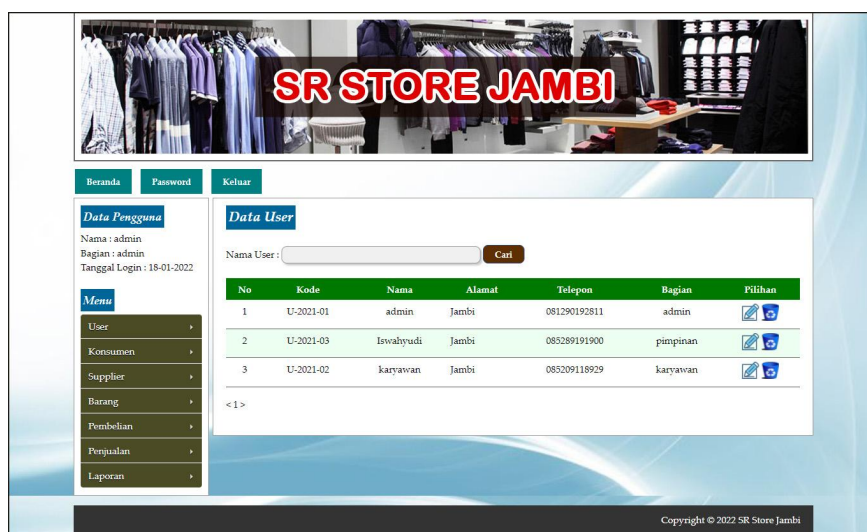 SR STORE JAMBI
Beranda Password Keluar
Data Pengguna
Nama : admin
Bagian : admin
Tanggal Login : 18-01-2022
Menu
User
Konsumen
Supplier
Barang
Pembelian
Penjualan
Laporan
Data User
Nama User : Cari
No Kode Nama Alamat Telepon Bagian Pilihan
1 U-2021-01 admin Jambi 081290192811 admin
2 U-2021-03 Iswahyudi Jambi 085289191900 pimpinan
3 U-2021-02 karyawan Jambi 085209118929 karyawan
< 1 >
Copyright © 2022 SR Store Jambi